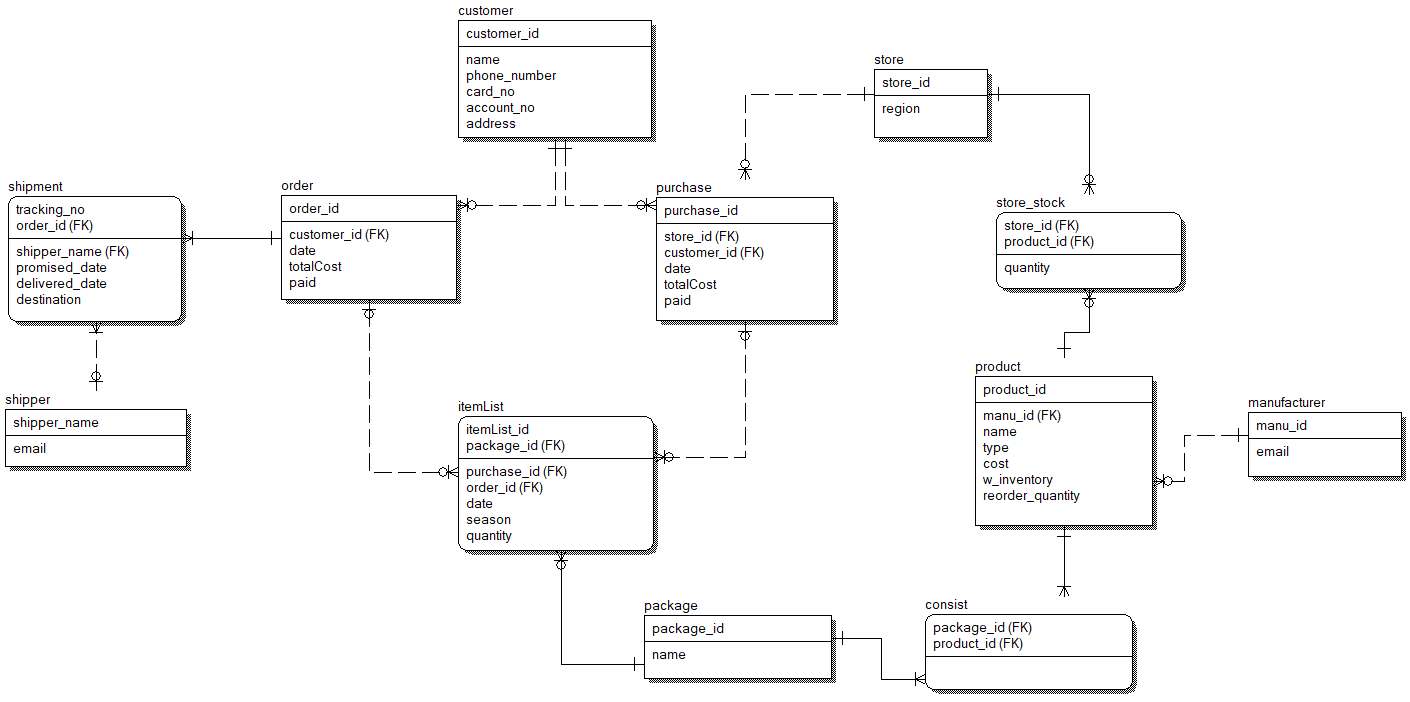 customer
customer_id
name
phone_number
card_no
account_no
address
store
store_id
region
shipment
tracking_no
order_id (FK)
shipper_name (FK)
promised_date
delivered_date
destination
order
order_id
customer_id (FK)
date
totalCost
paid
purchase
purchase_id
store_id (FK)
customer_id (FK)
date
totalCost
paid
store_stock
store_id (FK)
product_id (FK)
quantity
shipper
shipper_name
email
itemList
itemList_id
package_id (FK)
purchase_id (FK)
order_id (FK)
date
season
quantity
product
product_id
manu_id (FK)
name
type
cost
w_inventory
reorder_quantity
manufacturer
manu_id
email
package
package_id
name
consist
package_id (FK)
product_id (FK)